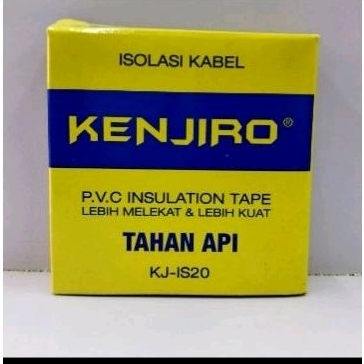 ISOLASI KABEL
KENJIRO®
P.V.C INSULATION TAPE
LEBIH MELEKAT & LEBIH KUAT
TAHAN API
KJ-IS20